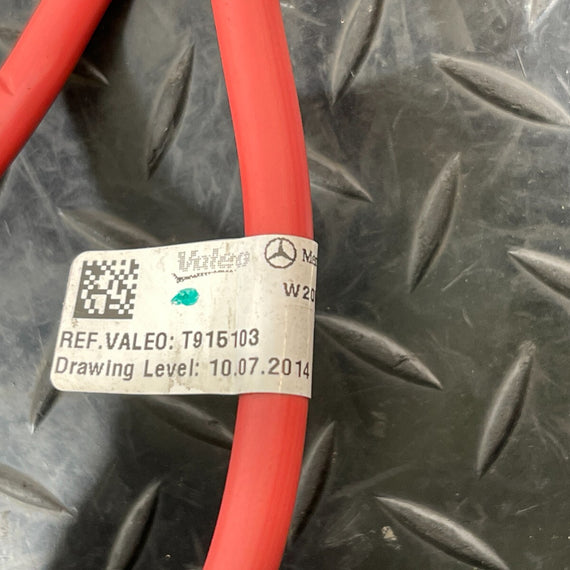 Valeo
W20
REF.VALEO: T915103
Drawing Level: 10.07.2014